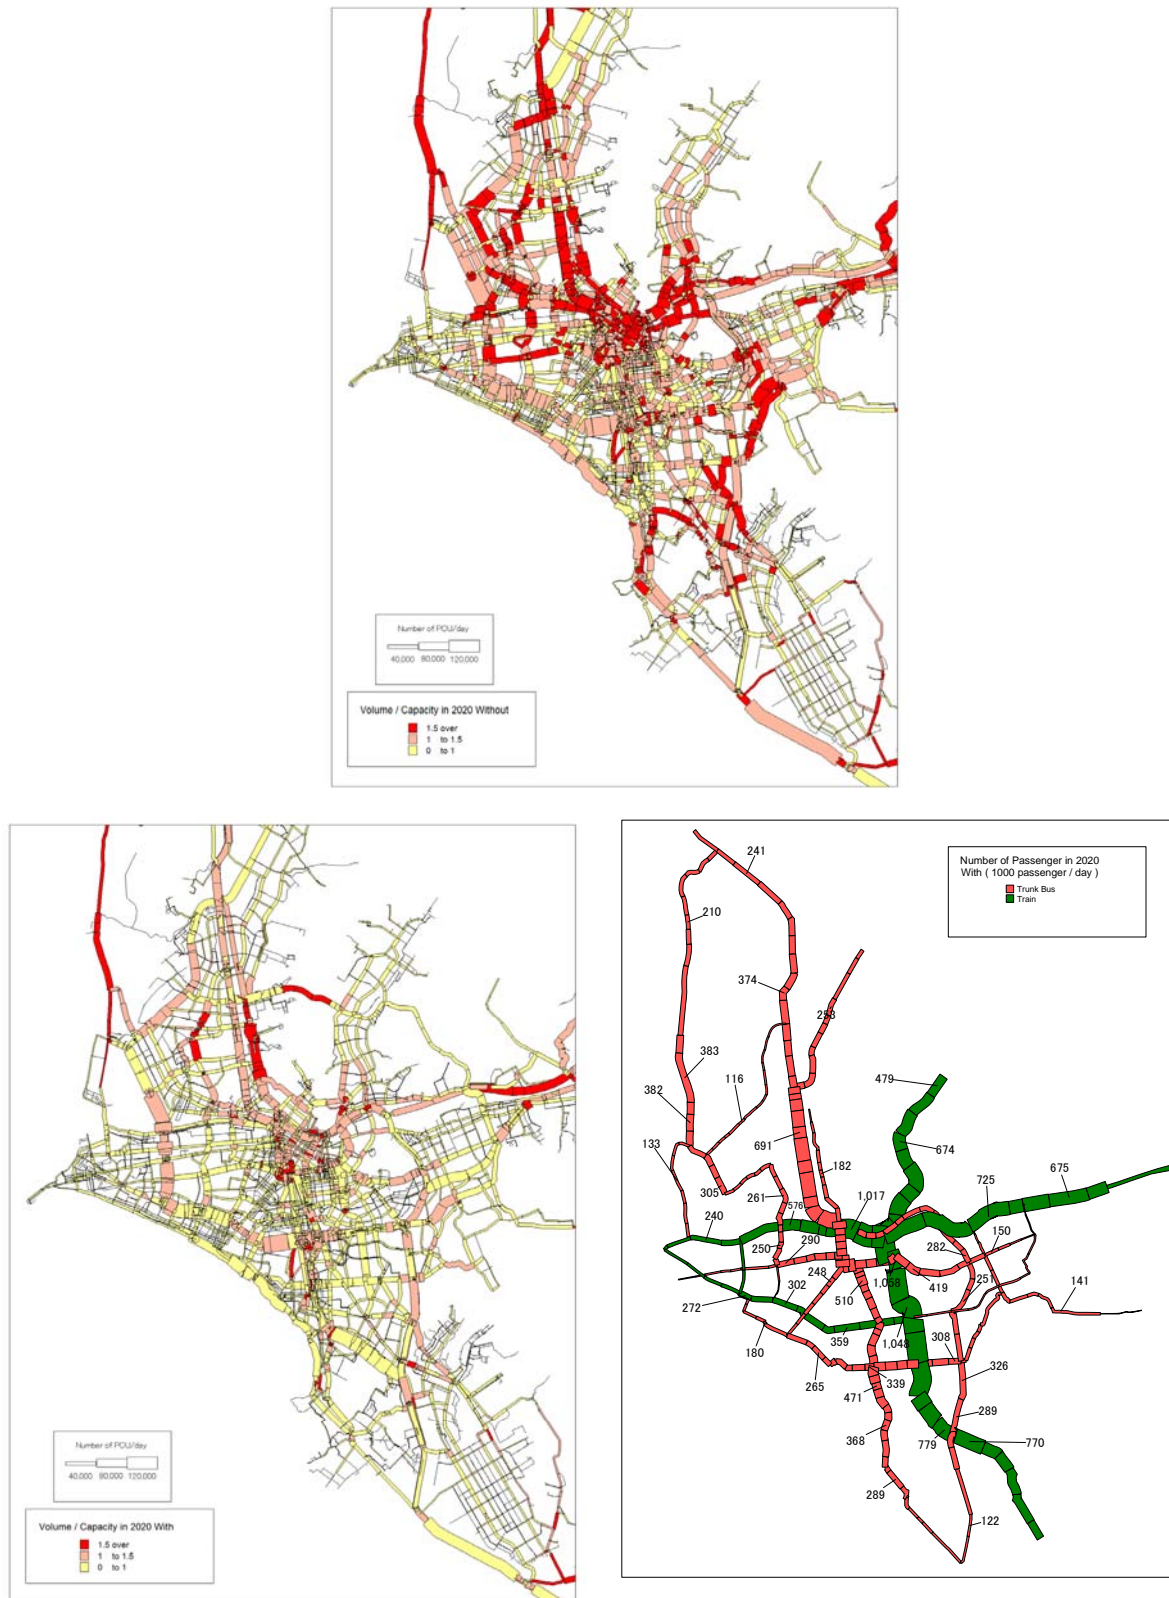 Number of PCU/day
40,000 80,000 120,000
Volume / Capacity in 2020 Without
1.5 over
1 to 1.5
0 to 1
Number of PCU/day
40,000 80,000 120,000
Volume / Capacity in 2020 With
1.5 over
1 to 1.5
0 to 1
Number of Passenger in 2020
With ( 1000 passenger / day )
Trunk Bus
Train
241
210
374
253
383
116
382
479
133
691
674
182
675
305
261
1,017
725
240
576
250
290
282
150
248
1,058
419
251
302
510
141
272
359
1,048
308
180
265
339
326
471
289
368
779
770
289
122